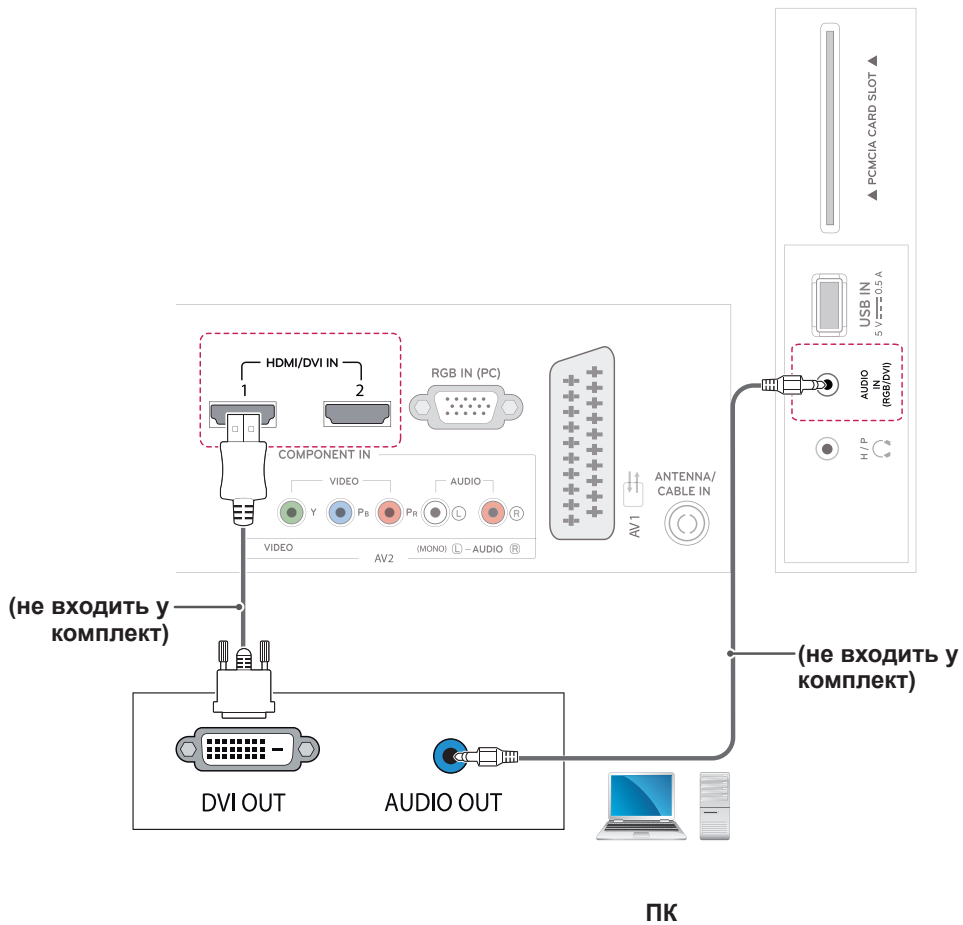 ▲ PCMCIA CARD SLOT ▲
USB IN
5 V 0.5 A
AUDIO
IN
(RGB/DVI)
H / P
HDMI/DVI IN
1 2
RGB IN (PC)
COMPONENT IN
VIDEO AUDIO
Y PB PR L R
VIDEO
AV2
(MONO) L - AUDIO R
AV1
ANTENNA/
CABLE IN
(не входить у
комплект)
(не входить у
комплект)
DVI OUT
AUDIO OUT
ПК